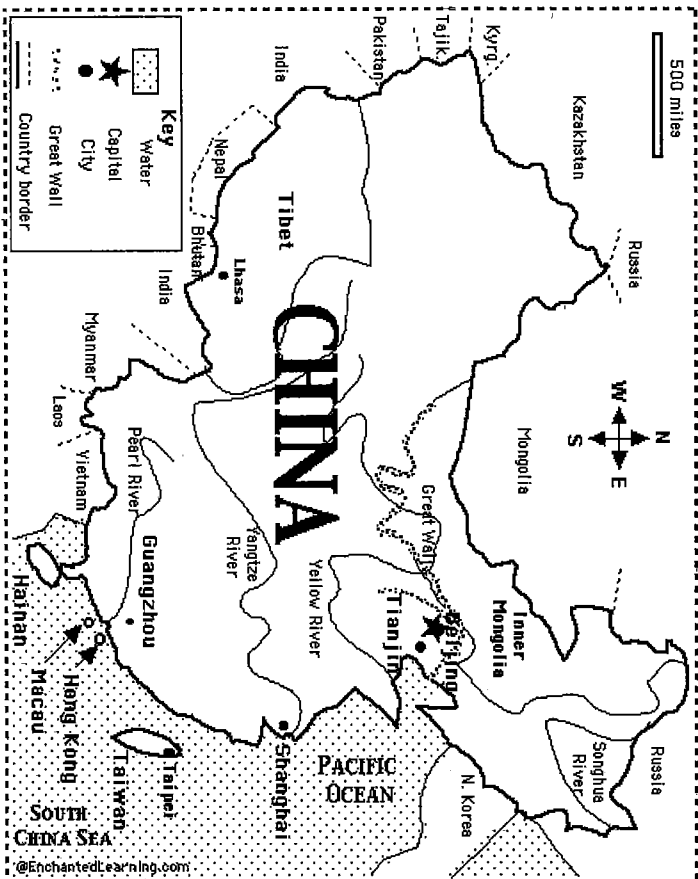 500 miles
Kyrg.
Tajik.
Pakistan
India
Kazakhstan
Russia
N
W
E
S
Mongolia
Inner
Mongolia
Russia
Songhua
River
N. Korea
Great Wall
Beijing
Tianjin
CHINA
Tibet
Nepal
Bhutan
Lhasa
India
Myanmar
Laos
Vietnam
Pearl River
Yangtze
River
Yellow River
Guangzhou
Shanghai
PACIFIC
OCEAN
Hainan
Macau
Hong Kong
Taiwan
Taipei
SOUTH
CHINA SEA
Key
Water
Capital
City
Great Wall
Country border
@EnchantedLearning.com